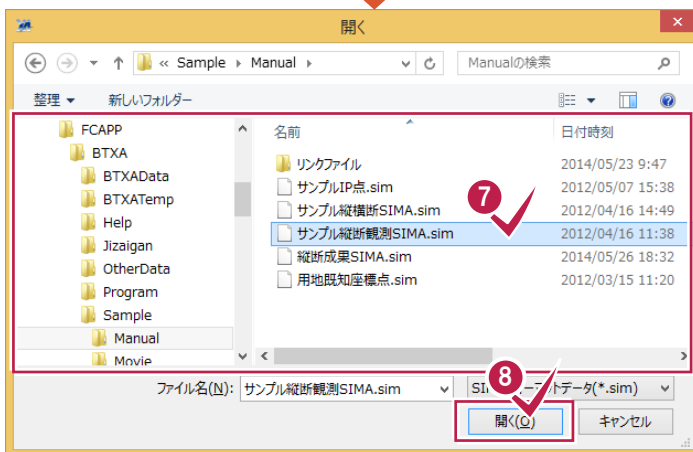 開く
« Sample ▸ Manual ▸ Manualの検索
整理 ▼ 新しいフォルダー
FCAPP
BTXA
BTXAData
BTXATemp
Help
Jizaigan
OtherData
Program
Sample
Manual
Movie
名前 日付時刻
リンクファイル 2014/05/23 9:47
サンプルIP点.sim 2012/05/07 15:38
サンプル縦横断SIMA.sim 2012/04/16 14:49
サンプル縦断観測SIMA.sim 2012/04/16 11:38
縦断成果SIMA.sim 2014/05/26 18:32
用地既知座標点.sim 2012/03/15 11:20
7
ファイル名(N): サンプル縦断観測SIMA.sim
データ(*.sim)
8
開く(O) キャンセル